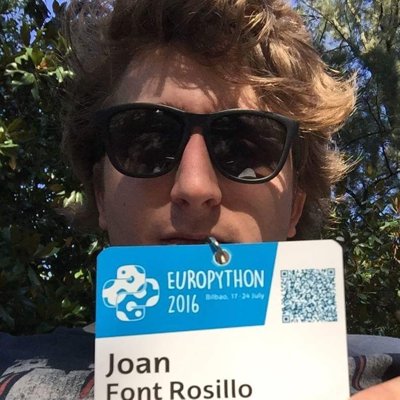 EUROPYTHON
2016
Bilbao, 17-24 July
Joan
Font Rosillo